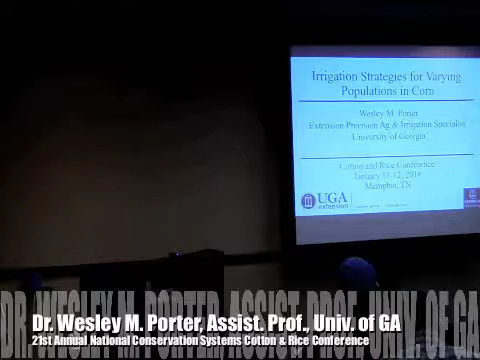 Irrigation Strategies for Varying
Populations in Corn
Wesley M. Porter
Extension Precision Ag & Irrigation Specialist
University of Georgia
Cotton and Rice Conference
January 11-12, 2018
Memphis, TN
UGA
extension
DR. WESLEY M. PORTER, ASSIST. PROF., UNIV. OF GA
Dr. Wesley M. Porter, Assist. Prof., Univ. of GA
21st Annual National Conservation Systems Cotton & Rice Conference